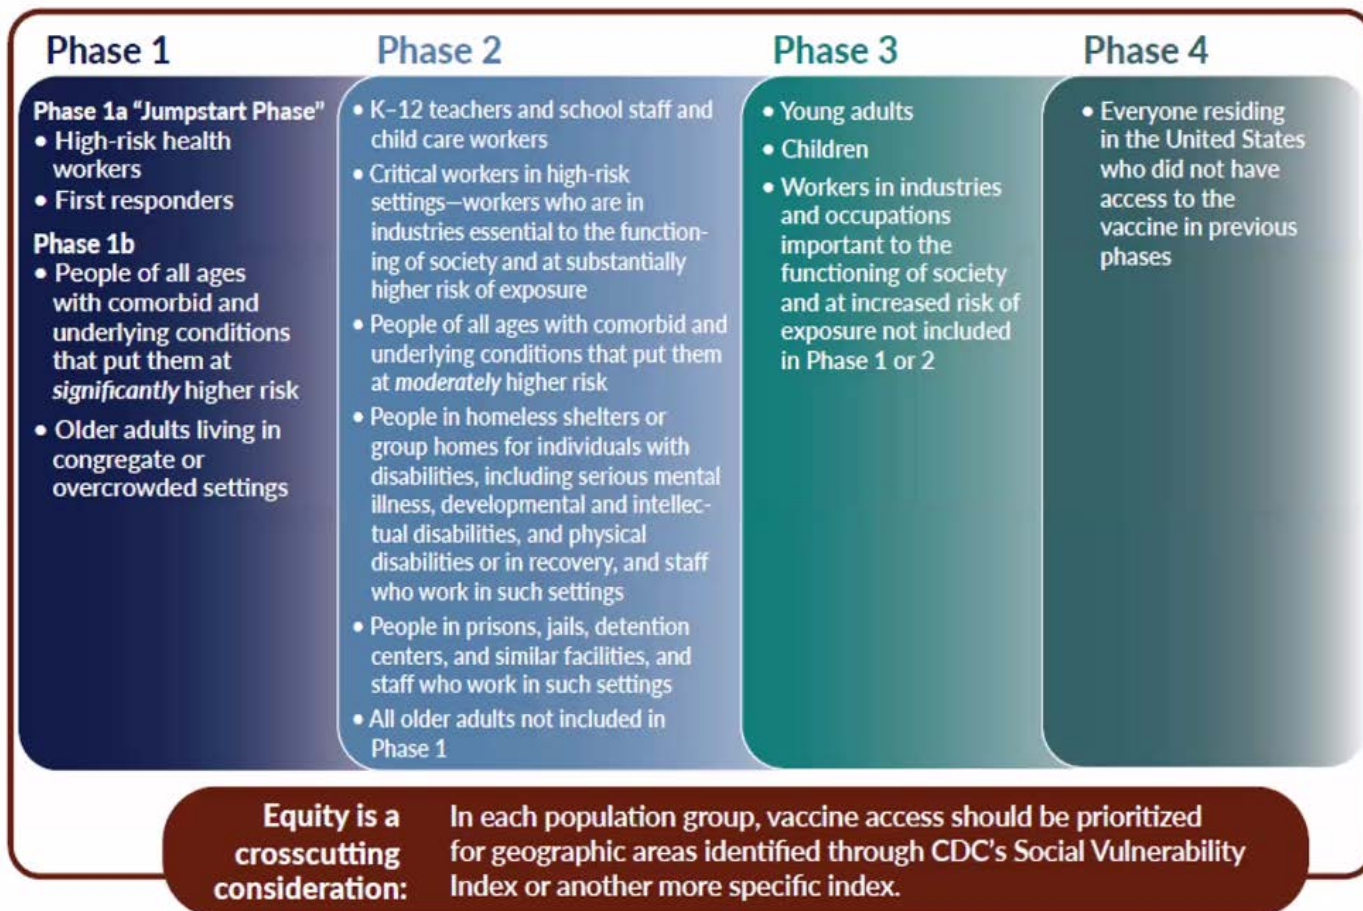 Phase 1
Phase 1a “Jumpstart Phase”
• High-risk health
workers
• First responders
Phase 1b
• People of all ages
with comorbid and
underlying conditions
that put them at
significantly higher risk
• Older adults living in
congregate or
overcrowded settings
Phase 2
• K–12 teachers and school staff and
child care workers
• Critical workers in high-risk
settings—workers who are in
industries essential to the function-
ing of society and at substantially
higher risk of exposure
• People of all ages with comorbid and
underlying conditions that put them
at moderately higher risk
• People in homeless shelters or
group homes for individuals with
disabilities, including serious mental
illness, developmental and intellec-
tual disabilities, and physical
disabilities or in recovery, and staff
who work in such settings
• People in prisons, jails, detention
centers, and similar facilities, and
staff who work in such settings
• All older adults not included in
Phase 1
Phase 3
• Young adults
• Children
• Workers in industries
and occupations
important to the
functioning of society
and at increased risk of
exposure not included
in Phase 1 or 2
Phase 4
• Everyone residing
in the United States
who did not have
access to the
vaccine in previous
phases
Equity is a
crosscutting
consideration:
In each population group, vaccine access should be prioritized
for geographic areas identified through CDC’s Social Vulnerability
Index or another more specific index.